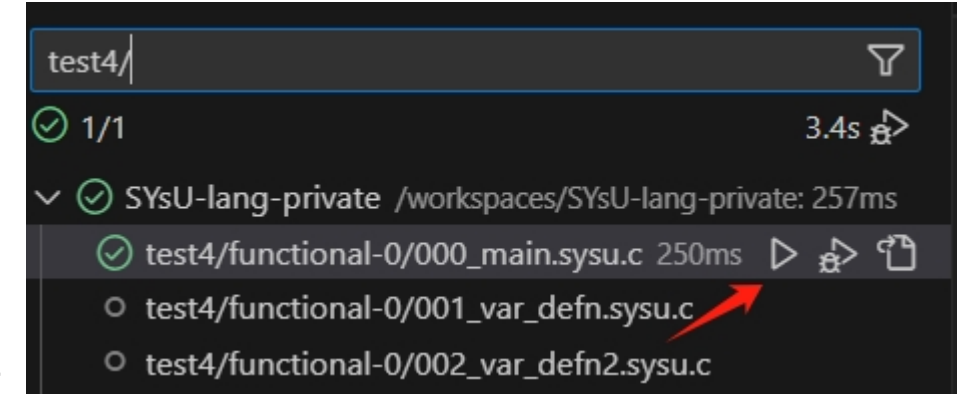 test4/
1/1 3.4s
SYsU-lang-private /workspaces/SYsU-lang-private: 257ms
test4/functional-0/000_main.sysu.c 250ms
test4/functional-0/001_var_defn.sysu.c
test4/functional-0/002_var_defn2.sysu.c